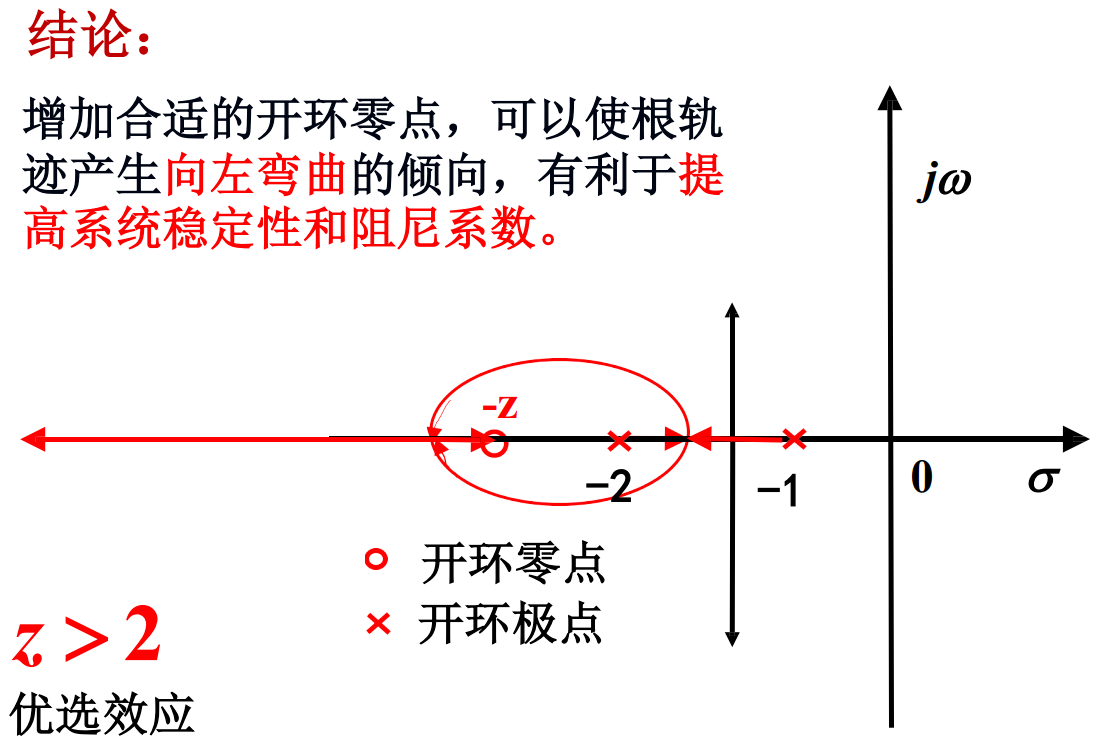 结论：
增加合适的开环零点，可以使根轨
迹产生向左弯曲的倾向，有利于提
高系统稳定性和阻尼系数。
jω
-z
−2
−1
0
σ
开环零点
开环极点
z > 2
优选效应